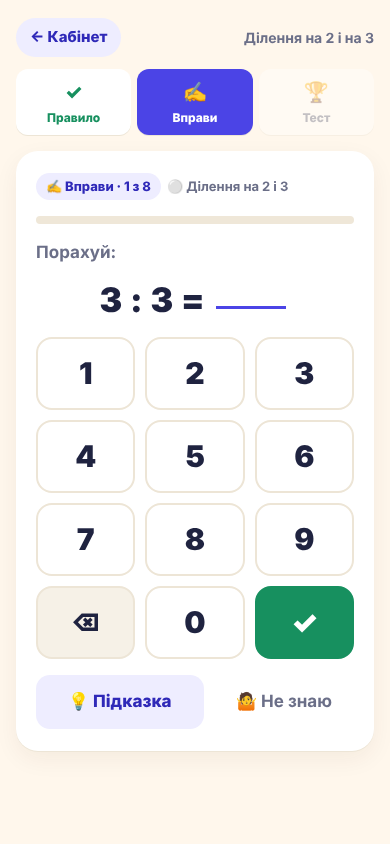 ← Кабінет
Ділення на 2 і на 3
✓ Правило
✍️ Вправи
🏆 Тест
✍️ Вправи · 1 з 8
Ділення на 2 і 3
Порахуй:
3 : 3 = ____
1 2 3
4 5 6
7 8 9
⌫ 0 ✓
💡 Підказка
🤷 Не знаю